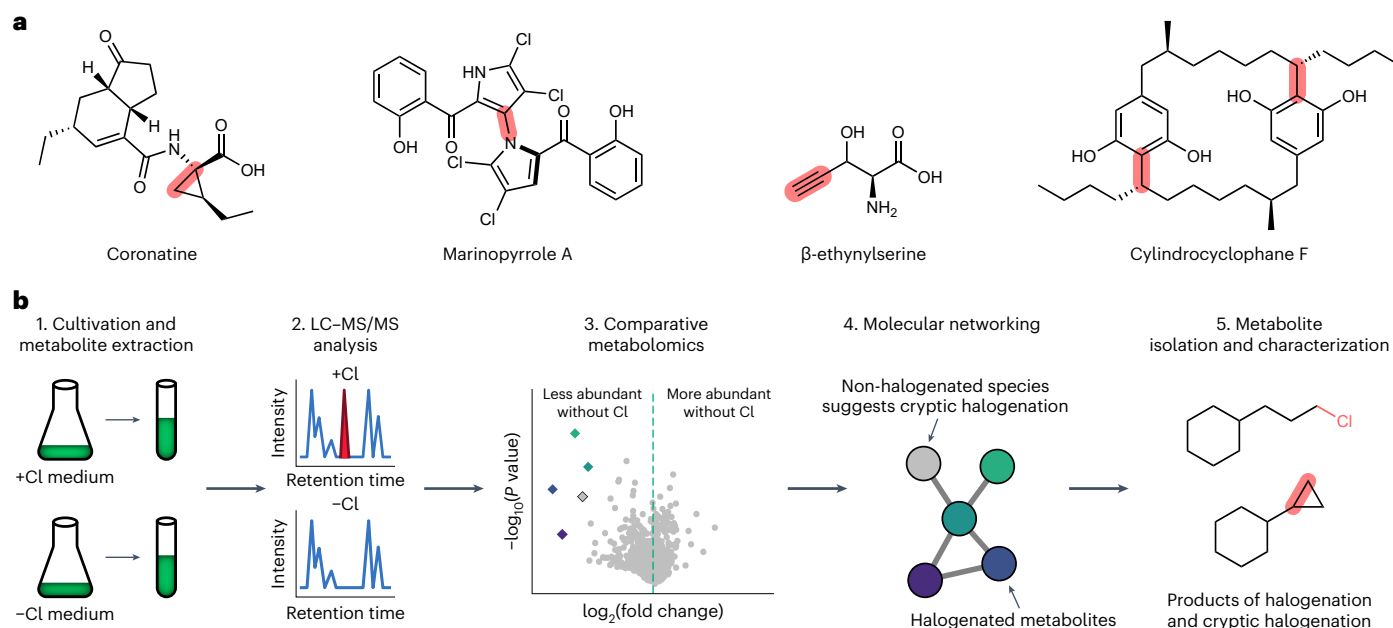 a
O
H
H
H
N
O
O
OH
Coronatine
Cl
HN
Cl
O
OH
O
OH
N
Cl
Cl
Marinopyrrole A
OH
O
OH
NH2
β-ethynylserine
HO
OH
HO
OH
Cylindrocyclophane F
b
1. Cultivation and
metabolite extraction
+Cl medium
−Cl medium
2. LC–MS/MS
analysis
+Cl
Intensity
Retention time
−Cl
Intensity
Retention time
3. Comparative
metabolomics
Less abundant
without Cl
More abundant
without Cl
−log10(P value)
log2(fold change)
4. Molecular networking
Non-halogenated species
suggests cryptic halogenation
Halogenated metabolites
5. Metabolite
isolation and characterization
Cl
Products of halogenation
and cryptic halogenation